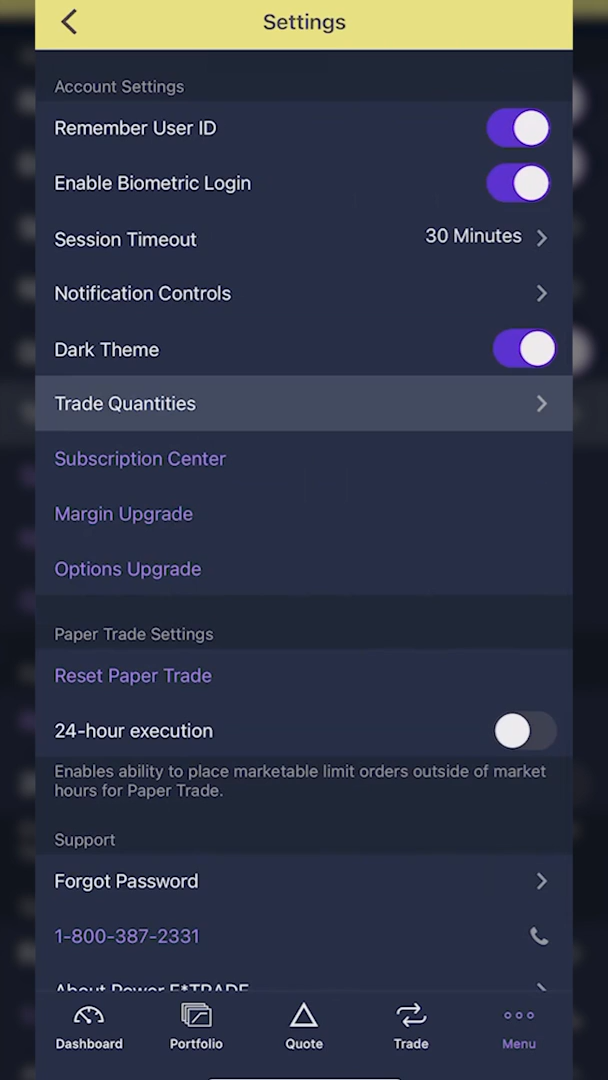 Settings
Account Settings
Remember User ID
Enable Biometric Login
Session Timeout 30 Minutes
Notification Controls
Dark Theme
Trade Quantities
Subscription Center
Margin Upgrade
Options Upgrade
Paper Trade Settings
Reset Paper Trade
24-hour execution
Enables ability to place marketable limit orders outside of market
hours for Paper Trade.
Support
Forgot Password
1-800-387-2331
About Power E*TRADE
Dashboard Portfolio Quote Trade Menu